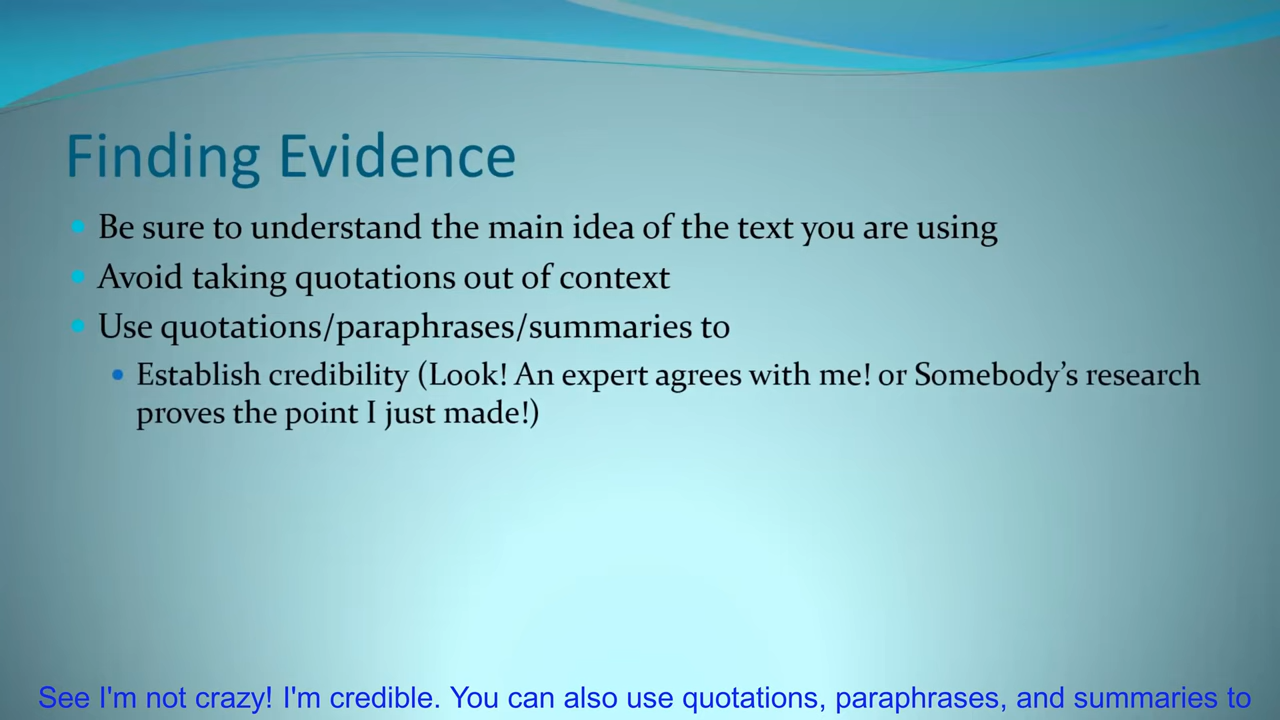 Finding Evidence
Be sure to understand the main idea of the text you are using
Avoid taking quotations out of context
Use quotations/paraphrases/summaries to
Establish credibility (Look! An expert agrees with me! or Somebody’s research
proves the point I just made!)
See I'm not crazy! I'm credible. You can also use quotations, paraphrases, and summaries to